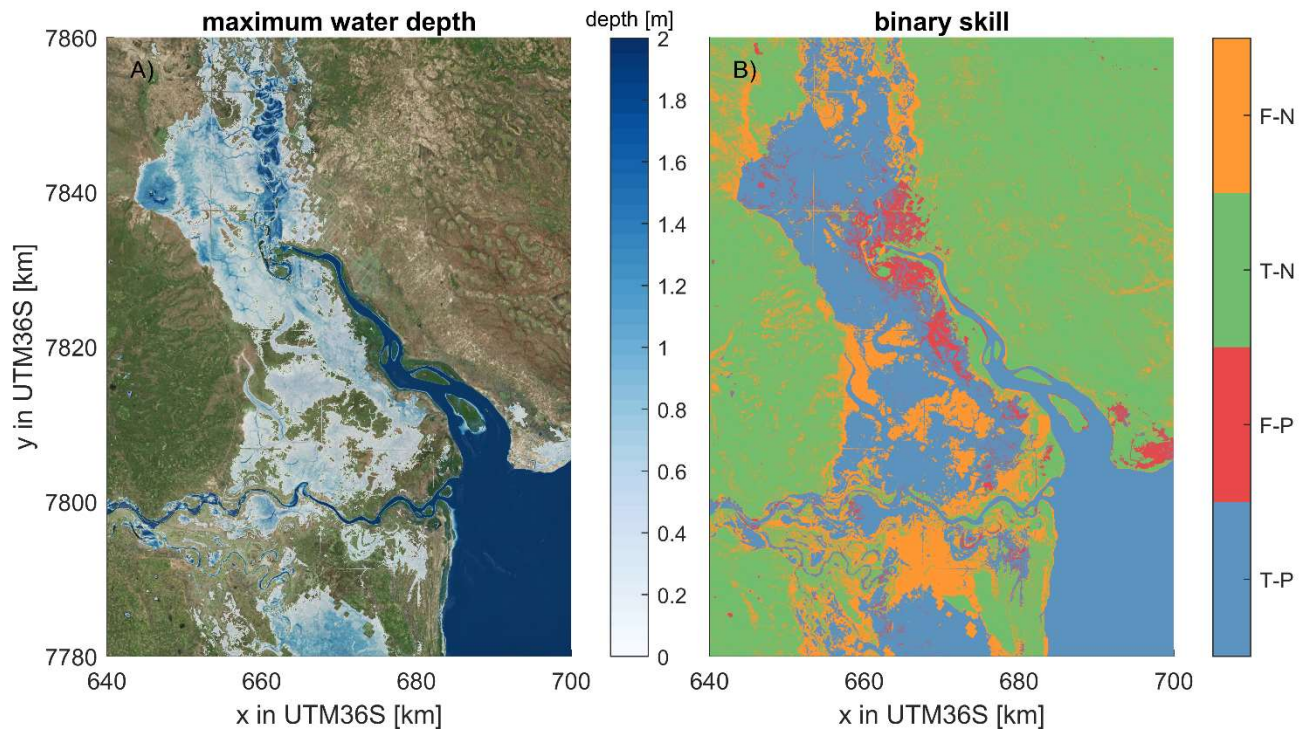 maximum water depth
depth [m]
binary skill
A)
B)
7860
7840
7820
7800
7780
y in UTM36S [km]
640
660
680
700
x in UTM36S [km]
2
1.8
1.6
1.4
1.2
1
0.8
0.6
0.4
0.2
0
640
660
680
700
x in UTM36S [km]
F-N
T-N
F-P
T-P